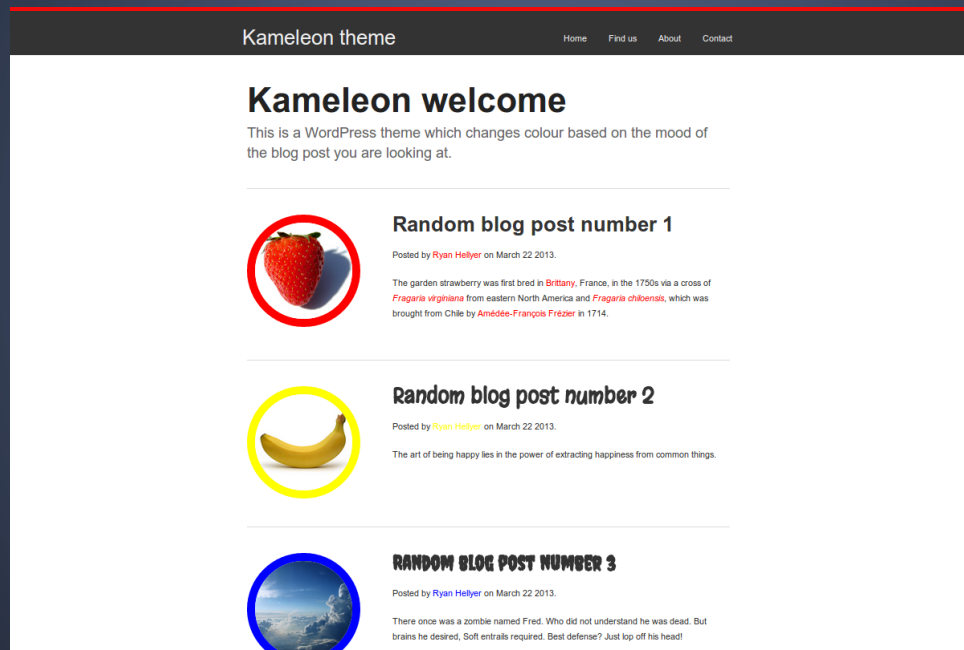 Kameleon theme
Home Find us About Contact
Kameleon welcome
This is a WordPress theme which changes colour based on the mood of
the blog post you are looking at.
Random blog post number 1
Posted by Ryan Hellyer on March 22 2013.
The garden strawberry was first bred in Brittany, France, in the 1750s via a cross of
Fragaria virginiana from eastern North America and Fragaria chiloensis, which was
brought from Chile by Amédée-François Frézier in 1714.
Random blog post number 2
Posted by Ryan Hellyer on March 22 2013.
The art of being happy lies in the power of extracting happiness from common things.
RANDOM BLOG POST NUMBER 3
Posted by Ryan Hellyer on March 22 2013.
There once was a zombie named Fred. Who did not understand he was dead. But
brains he desired, Soft entrails required. Best defense? Just lop off his head!